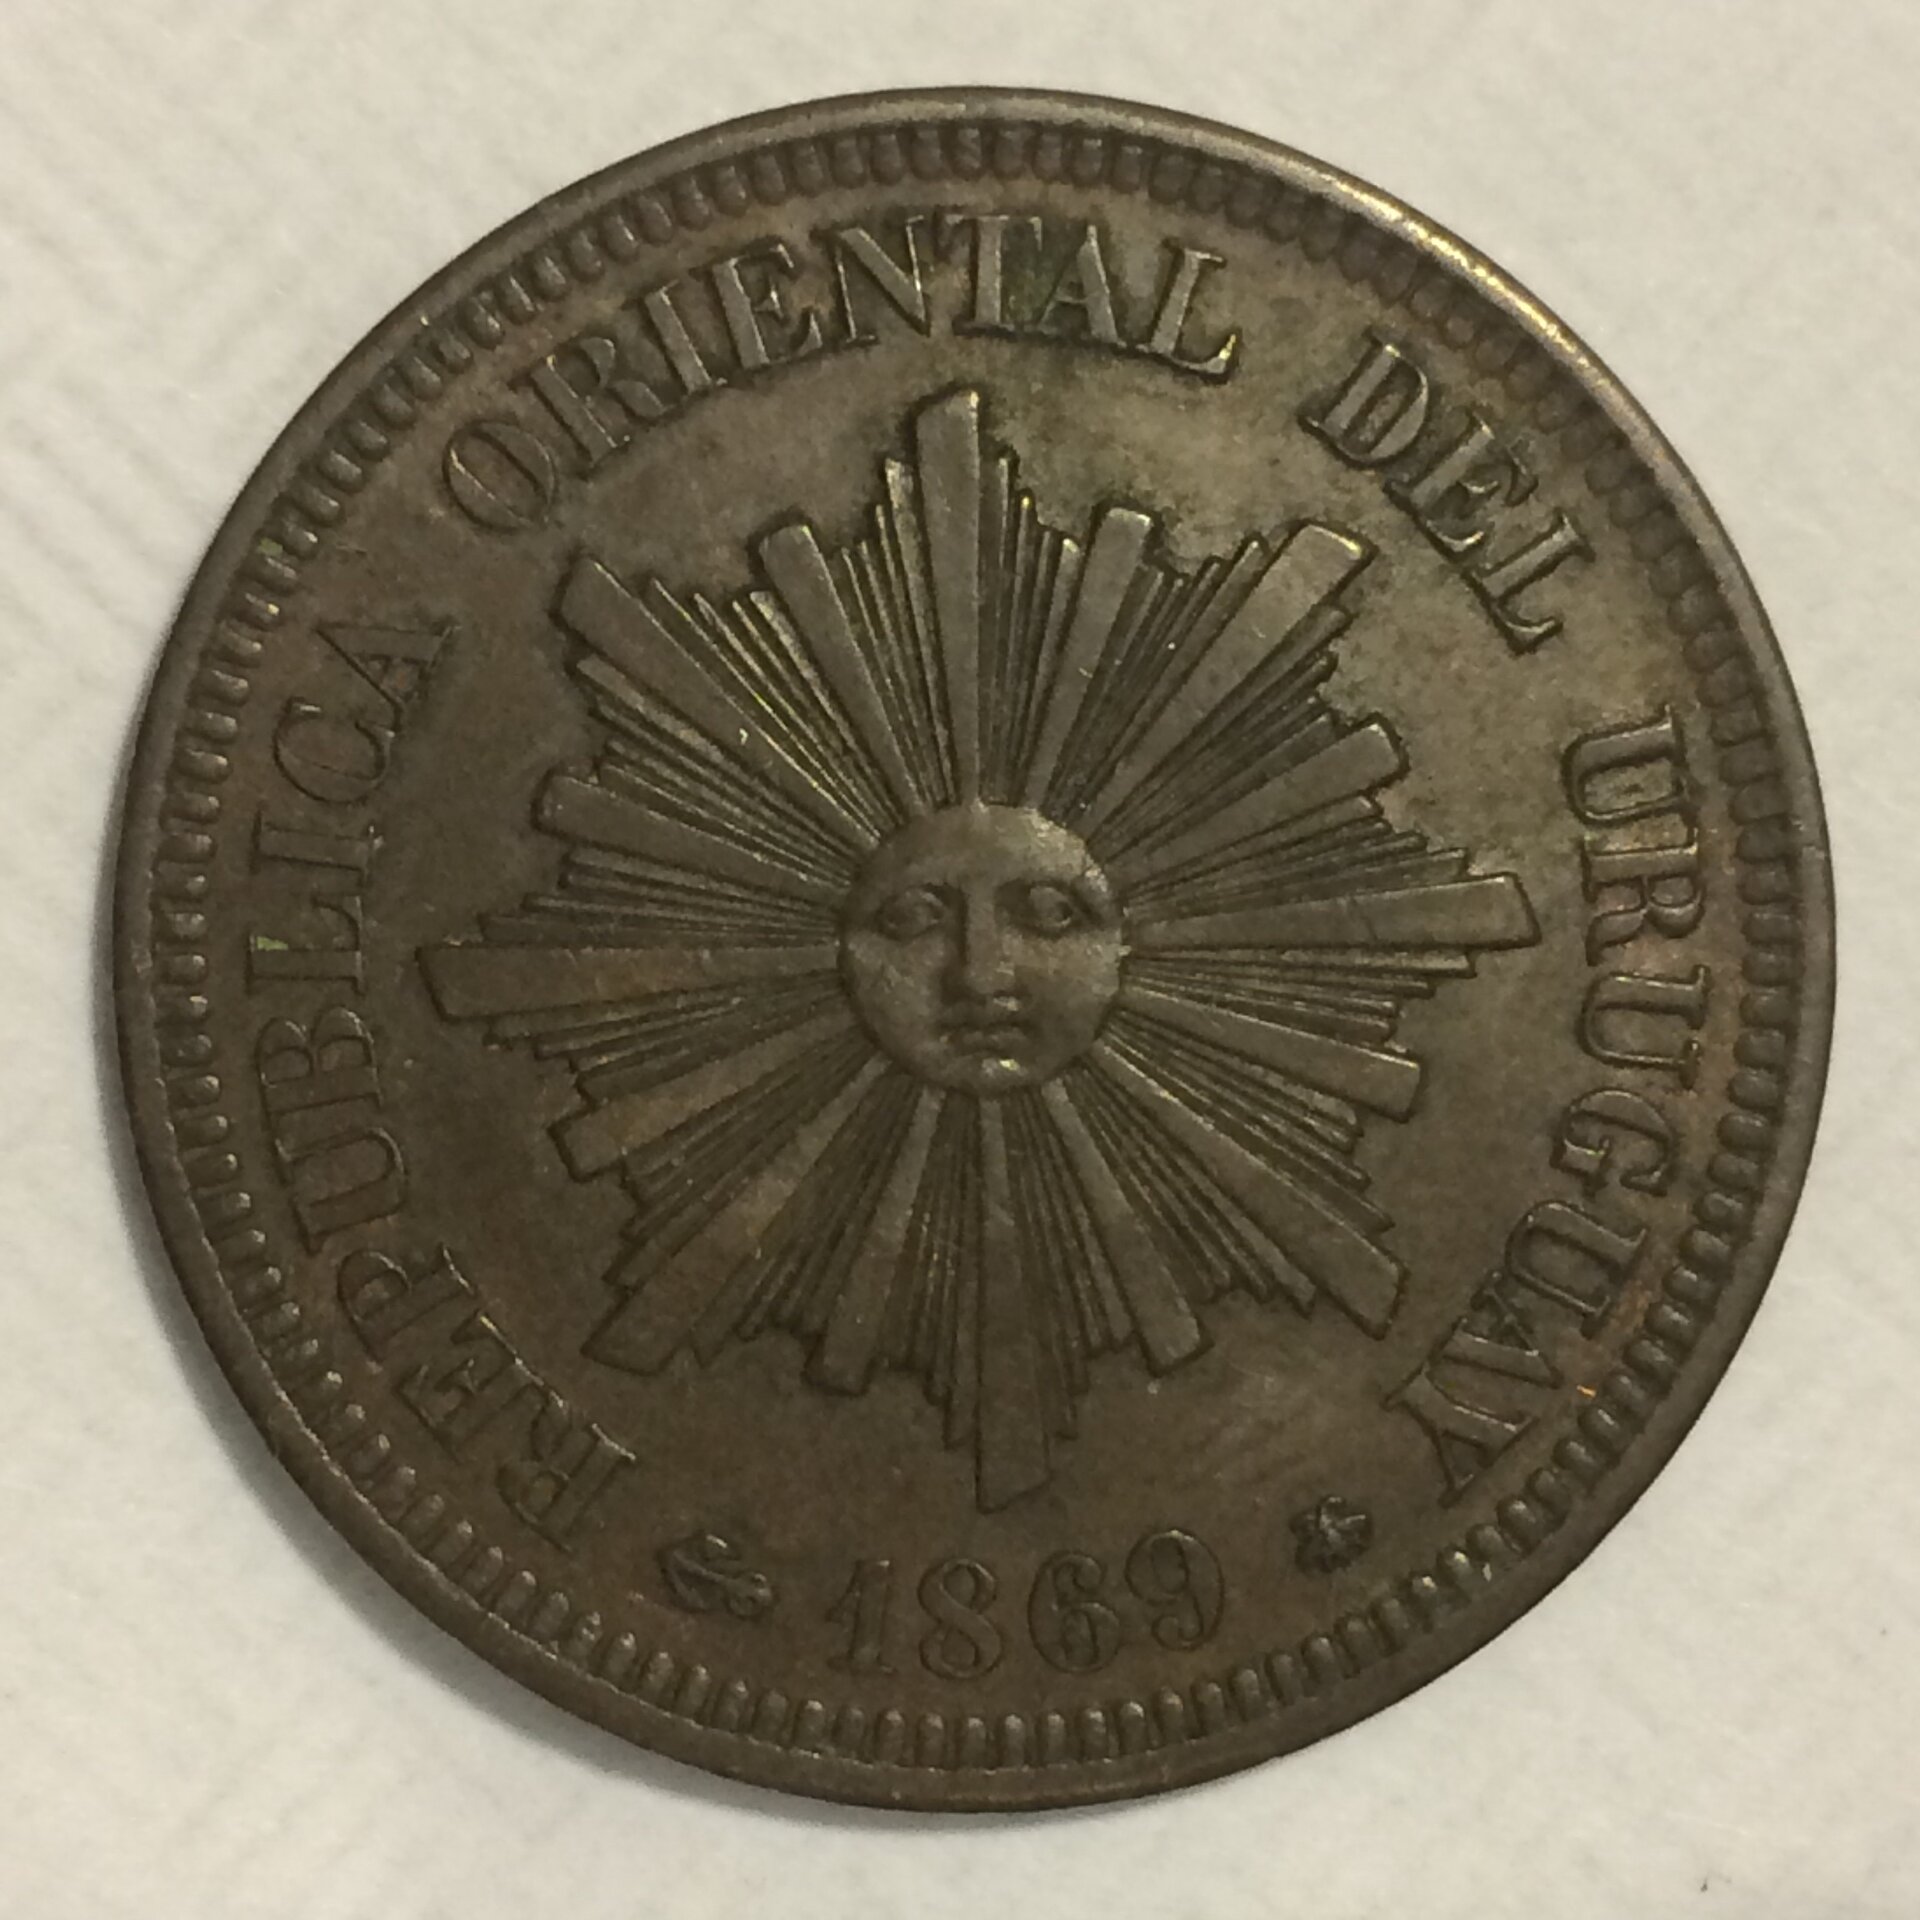 REPUBLICA ORIENTAL DEL URUGUAY
1869